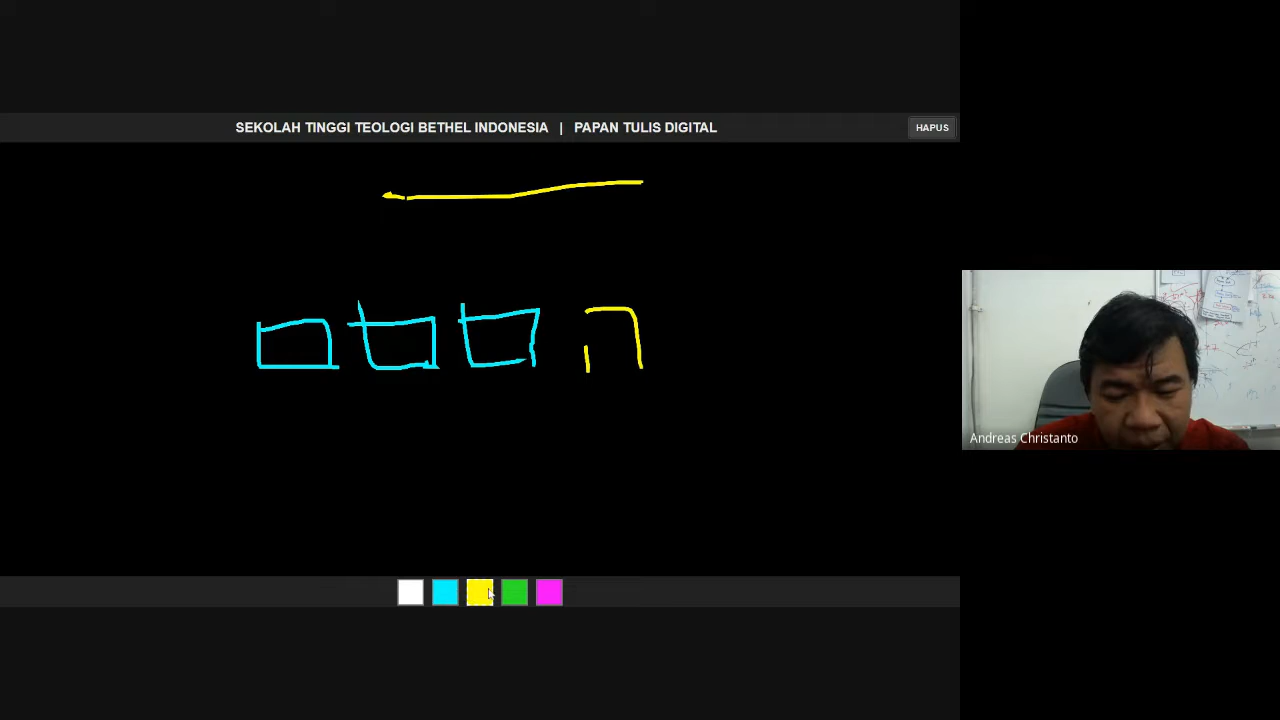 SEKOLAH TINGGI TEOLOGI BETHEL INDONESIA | PAPAN TULIS DIGITAL
HAPUS
ה
Andreas Christanto